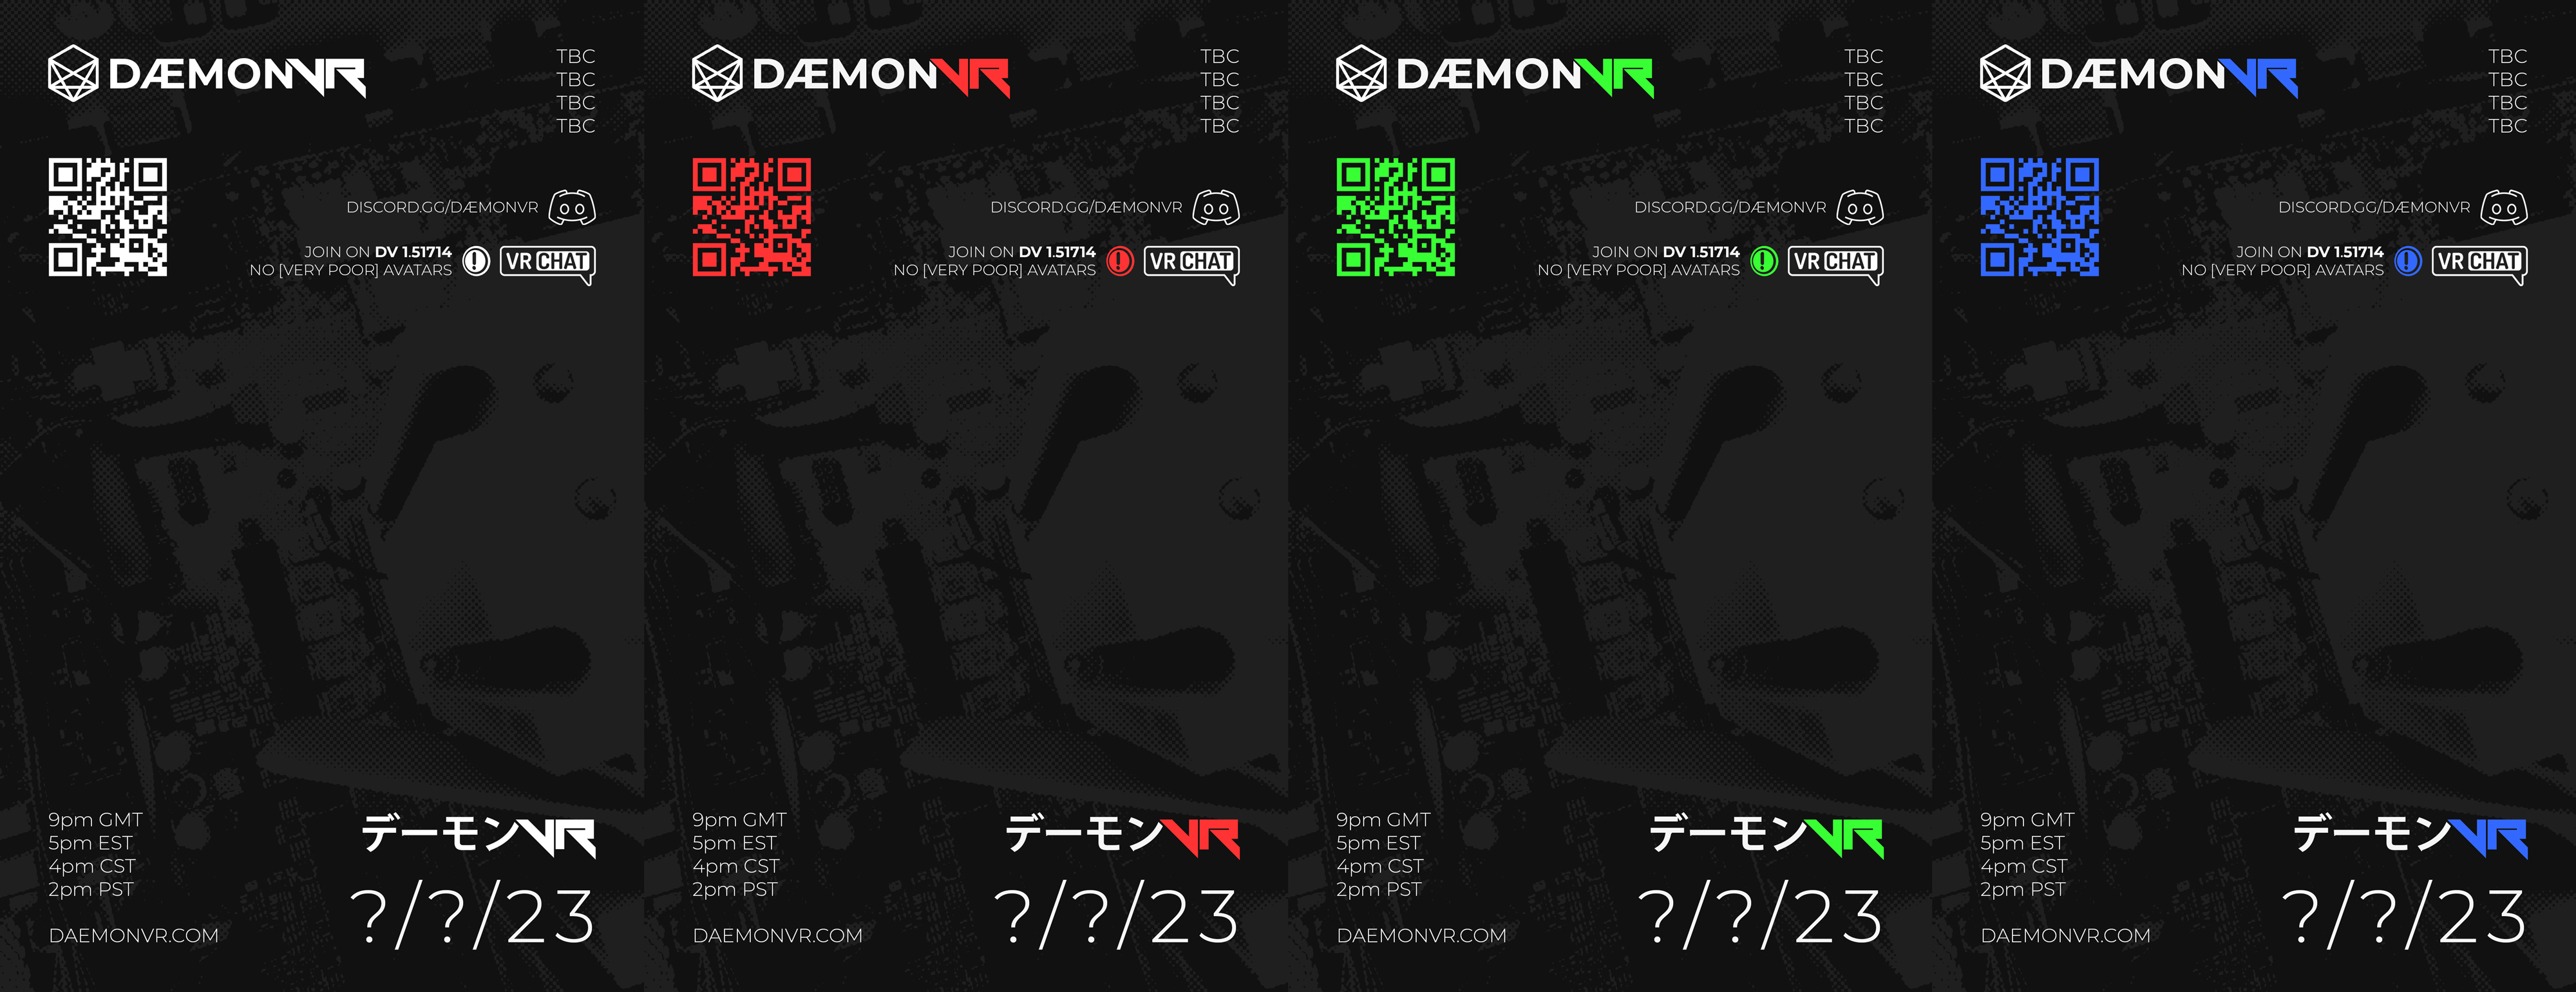 DÆMONVR
TBC
TBC
TBC
TBC
DISCORD.GG/DÆMONVR
JOIN ON DV 1.51714
NO [VERY POOR] AVATARS
VR CHAT
9pm GMT
5pm EST
4pm CST
2pm PST
DAEMONVR.COM
デーモンVR
?/?/23
DÆMONVR
TBC
TBC
TBC
TBC
DISCORD.GG/DÆMONVR
JOIN ON DV 1.51714
NO [VERY POOR] AVATARS
VR CHAT
9pm GMT
5pm EST
4pm CST
2pm PST
DAEMONVR.COM
デーモンVR
?/?/23
DÆMONVR
TBC
TBC
TBC
TBC
DISCORD.GG/DÆMONVR
JOIN ON DV 1.51714
NO [VERY POOR] AVATARS
VR CHAT
9pm GMT
5pm EST
4pm CST
2pm PST
DAEMONVR.COM
デーモンVR
?/?/23
DÆMONVR
TBC
TBC
TBC
TBC
DISCORD.GG/DÆMONVR
JOIN ON DV 1.51714
NO [VERY POOR] AVATARS
VR CHAT
9pm GMT
5pm EST
4pm CST
2pm PST
DAEMONVR.COM
デーモンVR
?/?/23